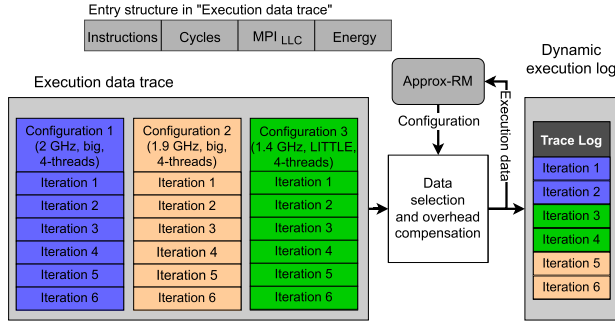 Entry structure in "Execution data trace"
Instructions
Cycles
MPI LLC
Energy
Execution data trace
Configuration 1
(2 GHz, big,
4-threads)
Iteration 1
Iteration 2
Iteration 3
Iteration 4
Iteration 5
Iteration 6
Configuration 2
(1.9 GHz, big,
4-threads)
Iteration 1
Iteration 2
Iteration 3
Iteration 4
Iteration 5
Iteration 6
Configuration 3
(1.4 GHz, LITTLE,
4-threads)
Iteration 1
Iteration 2
Iteration 3
Iteration 4
Iteration 5
Iteration 6
Approx-RM
Configuration
Execution data
Data
selection
and overhead
compensation
Dynamic
execution log
Trace Log
Iteration 1
Iteration 2
Iteration 3
Iteration 4
Iteration 5
Iteration 6